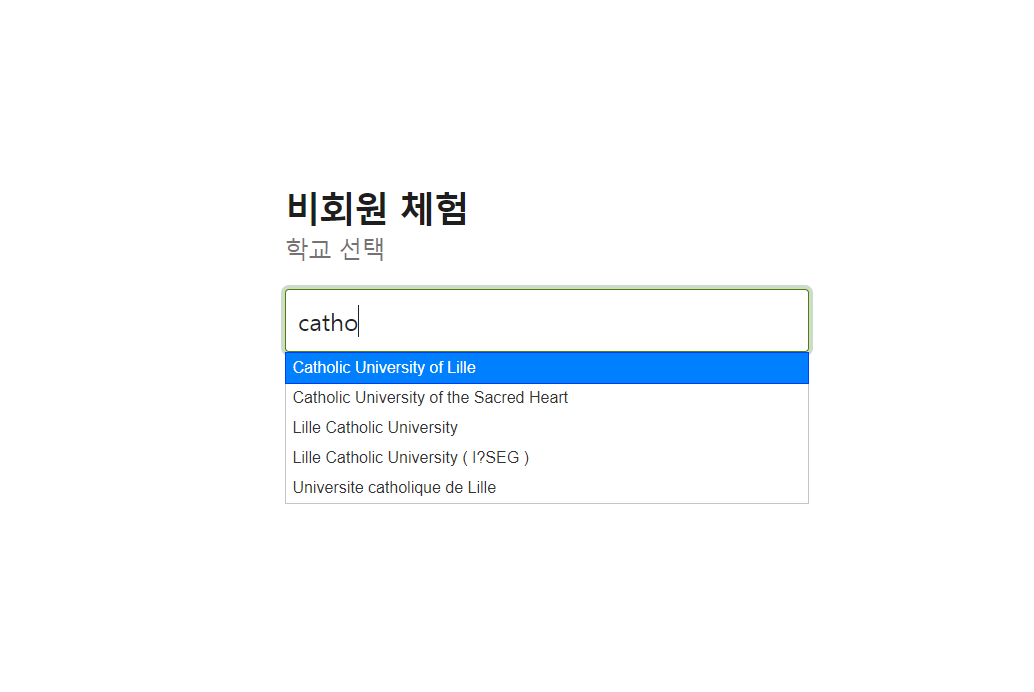 비회원 체험
학교 선택
catho
Catholic University of Lille
Catholic University of the Sacred Heart
Lille Catholic University
Lille Catholic University ( I?SEG )
Universite catholique de Lille